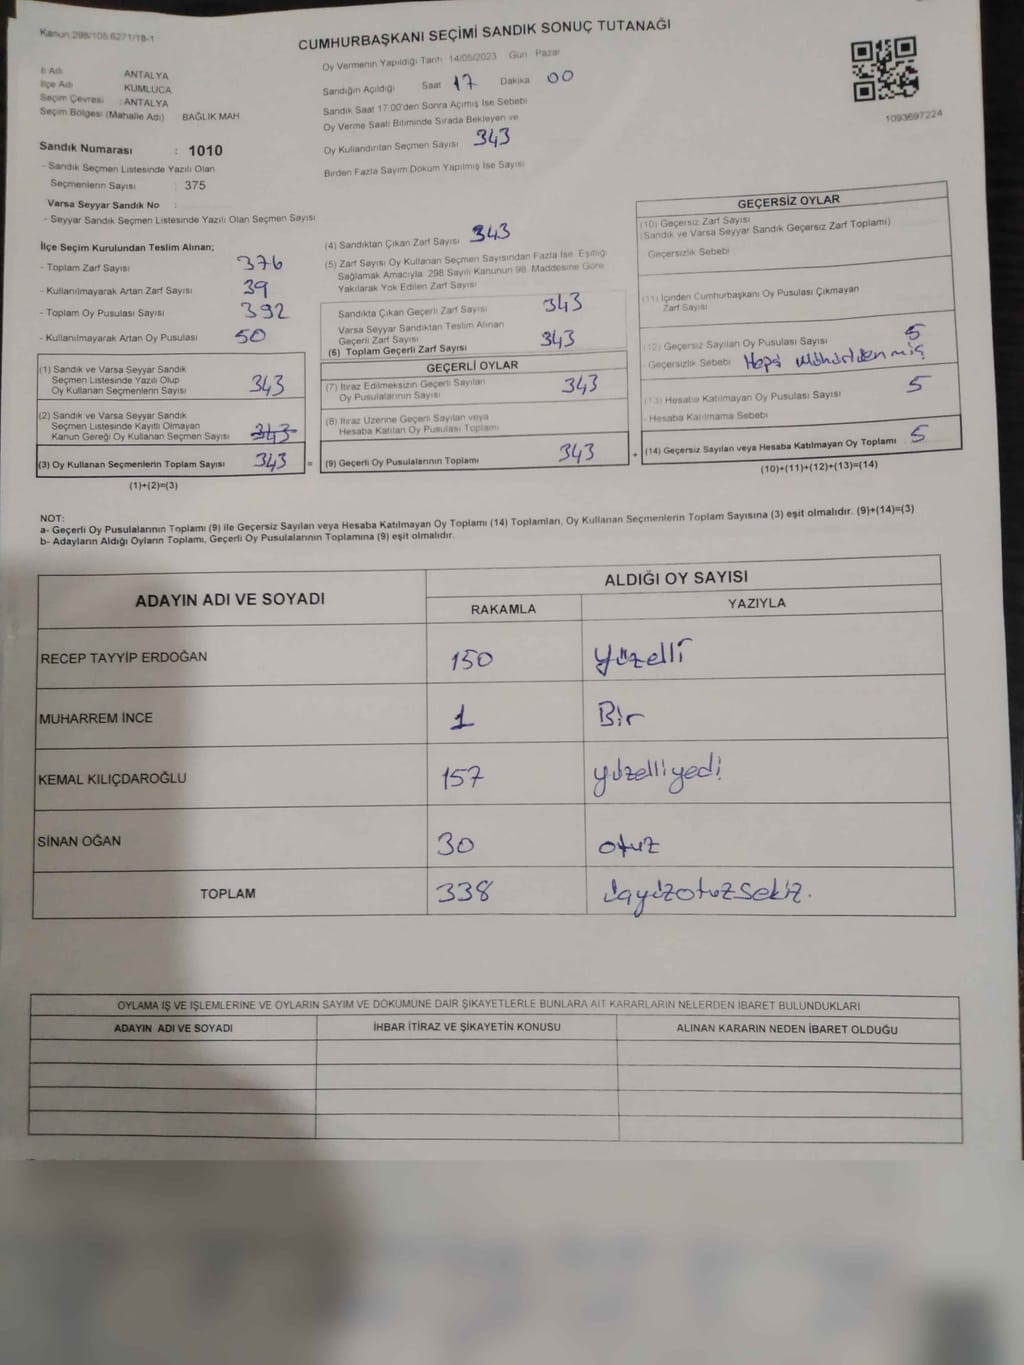 Kanun:298/105.6271/18-1
CUMHURBAŞKANI SEÇİMİ SANDIK SONUÇ TUTANAĞI
1093697224
İl Adı ANTALYA
İlçe Adı KUMLUCA
Seçim Çevresi : ANTALYA
Seçim Bölgesi (Mahalle Adı) BAĞLIK MAH
Sandık Numarası : 1010
- Sandık Seçmen Listesinde Yazılı Olan
Seçmenlerin Sayısı : 375
Varsa Seyyar Sandık No :
- Seyyar Sandık Seçmen Listesinde Yazılı Olan Seçmen Sayısı
İlçe Seçim Kurulundan Teslim Alınan;
- Toplam Zarf Sayısı 376
- Kullanılmayarak Artan Zarf Sayısı 39
- Toplam Oy Pusulası Sayısı 392
- Kullanılmayarak Artan Oy Pusulası 50
(1) Sandık ve Varsa Seyyar Sandık
Seçmen Listesinde Yazılı Olup
Oy Kullanan Seçmenlerin Sayısı 343
(2) Sandık ve Varsa Seyyar Sandık
Seçmen Listesinde Kayıtlı Olmayan
Kanun Gereği Oy Kullanan Seçmen Sayısı 343
(3) Oy Kullanan Seçmenlerin Toplam Sayısı 343 =
(1)+(2)=(3)
Oy Vermenin Yapıldığı Tarih 14/05/2023 Gün Pazar
Sandığın Açıldığı Saat 17 Dakika 00
Sandık Saat 17:00'den Sonra Açımış İse Sebebi
Oy Verme Saati Bitiminde Sırada Bekleyen ve
Oy Kullandırılan Seçmen Sayısı 343
Birden Fazla Sayım Döküm Yapılmış İse Sayısı
(4) Sandıktan Çıkan Zarf Sayısı 343
(5) Zarf Sayısı Oy Kullanan Seçmen Sayısından Fazla İse Eşitliği
Sağlamak Amacıyla 298 Sayılı Kanunun 98. Maddesine Göre
Yakılarak Yok Edilen Zarf Sayısı
Sandıkta Çıkan Geçerli Zarf Sayısı 343
Varsa Seyyar Sandıktan Teslim Alınan
Geçerli Zarf Sayısı
(6) Toplam Geçerli Zarf Sayısı 343
GEÇERLİ OYLAR
(7) İtiraz Edilmeksizin Geçerli Sayılan
Oy Pusulalarının Sayısı 343
(8) İtiraz Üzerine Geçerli Sayılan veya
Hesaba Katılan Oy Pusulası Toplamı
(9) Geçerli Oy Pusulalarının Toplamı 343 +
GEÇERSİZ OYLAR
(10) Geçersiz Zarf Sayısı
(Sandık ve Varsa Seyyar Sandık Geçersiz Zarf Toplamı)
Geçersizlik Sebebi
(11) İçinden Cumhurbaşkanı Oy Pusulası Çıkmayan
Zarf Sayısı
(12) Geçersiz Sayılan Oy Pusulası Sayısı 5
- Geçersizlik Sebebi Hepsi mühürlenmiş
(13) Hesaba Katılmayan Oy Pusulası Sayısı 5
- Hesaba Katılmama Sebebi
(14) Geçersiz Sayılan veya Hesaba Katılmayan Oy Toplamı 5
(10)+(11)+(12)+(13)=(14)
NOT:
a- Geçerli Oy Pusulalarının Toplamı (9) ile Geçersiz Sayılan veya Hesaba Katılmayan Oy Toplamı (14) Toplamları, Oy Kullanan Seçmenlerin Toplam Sayısına (3) eşit olmalıdır. (9)+(14)=(3)
b- Adayların Aldığı Oyların Toplamı, Geçerli Oy Pusulalarının Toplamına (9) eşit olmalıdır.
ADAYIN ADI VE SOYADI
ALDIĞI OY SAYISI
RAKAMLA YAZIYLA
RECEP TAYYİP ERDOĞAN 150 yüzelli
MUHARREM İNCE 1 Bir
KEMAL KILIÇDAROĞLU 157 yüzelliyedi
SİNAN OĞAN 30 otuz
TOPLAM 338 üçyüzotuzsekiz.
OYLAMA İŞ VE İŞLEMLERİNE VE OYLARIN SAYIM VE DÖKÜMÜNE DAİR ŞİKAYETLERLE BUNLARA AİT KARARLARIN NELERDEN İBARET BULUNDUKLARI
ADAYIN ADI VE SOYADI İHBAR İTİRAZ VE ŞİKAYETİN KONUSU ALINAN KARARIN NEDEN İBARET OLDUĞU